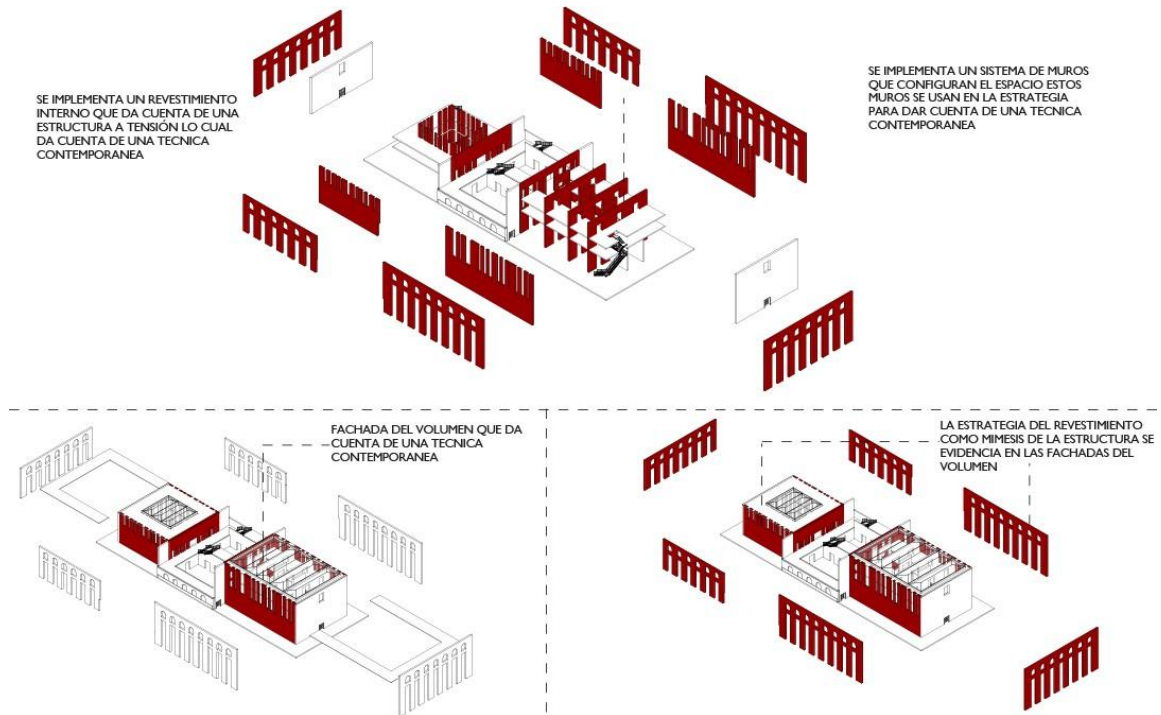 SE IMPLEMENTA UN REVESTIMIENTO
INTERNO QUE DA CUENTA DE UNA
ESTRUCTURA A TENSIÓN LO CUAL
DA CUENTA DE UNA TECNICA
CONTEMPORANEA
SE IMPLEMENTA UN SISTEMA DE MUROS
QUE CONFIGURAN EL ESPACIO ESTOS
MUROS SE USAN EN LA ESTRATEGIA
PARA DAR CUENTA DE UNA TECNICA
CONTEMPORANEA
FACHADA DEL VOLUMEN QUE DA
CUENTA DE UNA TECNICA
CONTEMPORANEA
LA ESTRATEGIA DEL REVESTIMIENTO
COMO MIMESIS DE LA ESTRUCTURA SE
EVIDENCIA EN LAS FACHADAS DEL
VOLUMEN